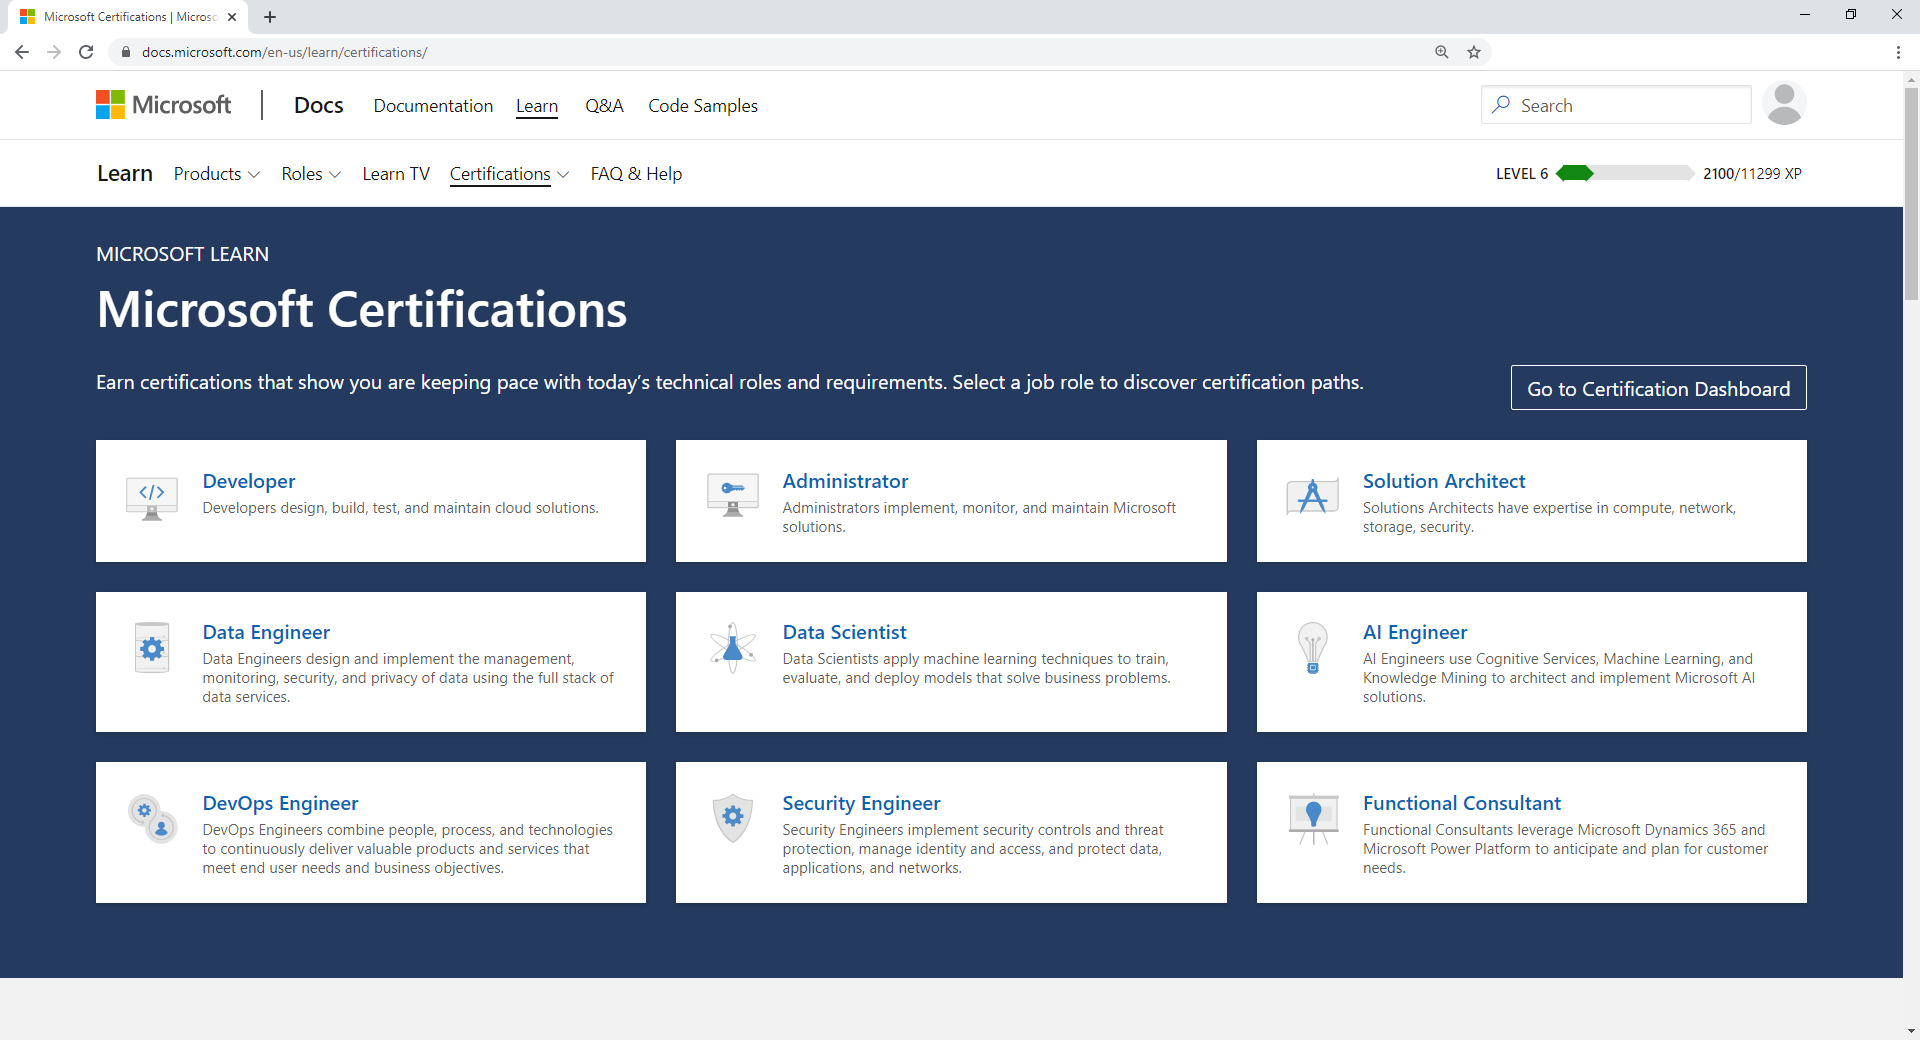 Microsoft Certifications | Microso
docs.microsoft.com/en-us/learn/certifications/
Microsoft
Docs Documentation Learn Q&A Code Samples
Search
Learn Products Roles Learn TV Certifications FAQ & Help
LEVEL 6
2100/11299 XP
MICROSOFT LEARN
Microsoft Certifications
Earn certifications that show you are keeping pace with today's technical roles and requirements. Select a job role to discover certification paths.
Go to Certification Dashboard
</>
Developer
Developers design, build, test, and maintain cloud solutions.
Administrator
Administrators implement, monitor, and maintain Microsoft
solutions.
Solution Architect
Solutions Architects have expertise in compute, network,
storage, security.
Data Engineer
Data Engineers design and implement the management,
monitoring, security, and privacy of data using the full stack of
data services.
Data Scientist
Data Scientists apply machine learning techniques to train,
evaluate, and deploy models that solve business problems.
AI Engineer
AI Engineers use Cognitive Services, Machine Learning, and
Knowledge Mining to architect and implement Microsoft AI
solutions.
DevOps Engineer
DevOps Engineers combine people, process, and technologies
to continuously deliver valuable products and services that
meet end user needs and business objectives.
Security Engineer
Security Engineers implement security controls and threat
protection, manage identity and access, and protect data,
applications, and networks.
Functional Consultant
Functional Consultants leverage Microsoft Dynamics 365 and
Microsoft Power Platform to anticipate and plan for customer
needs.